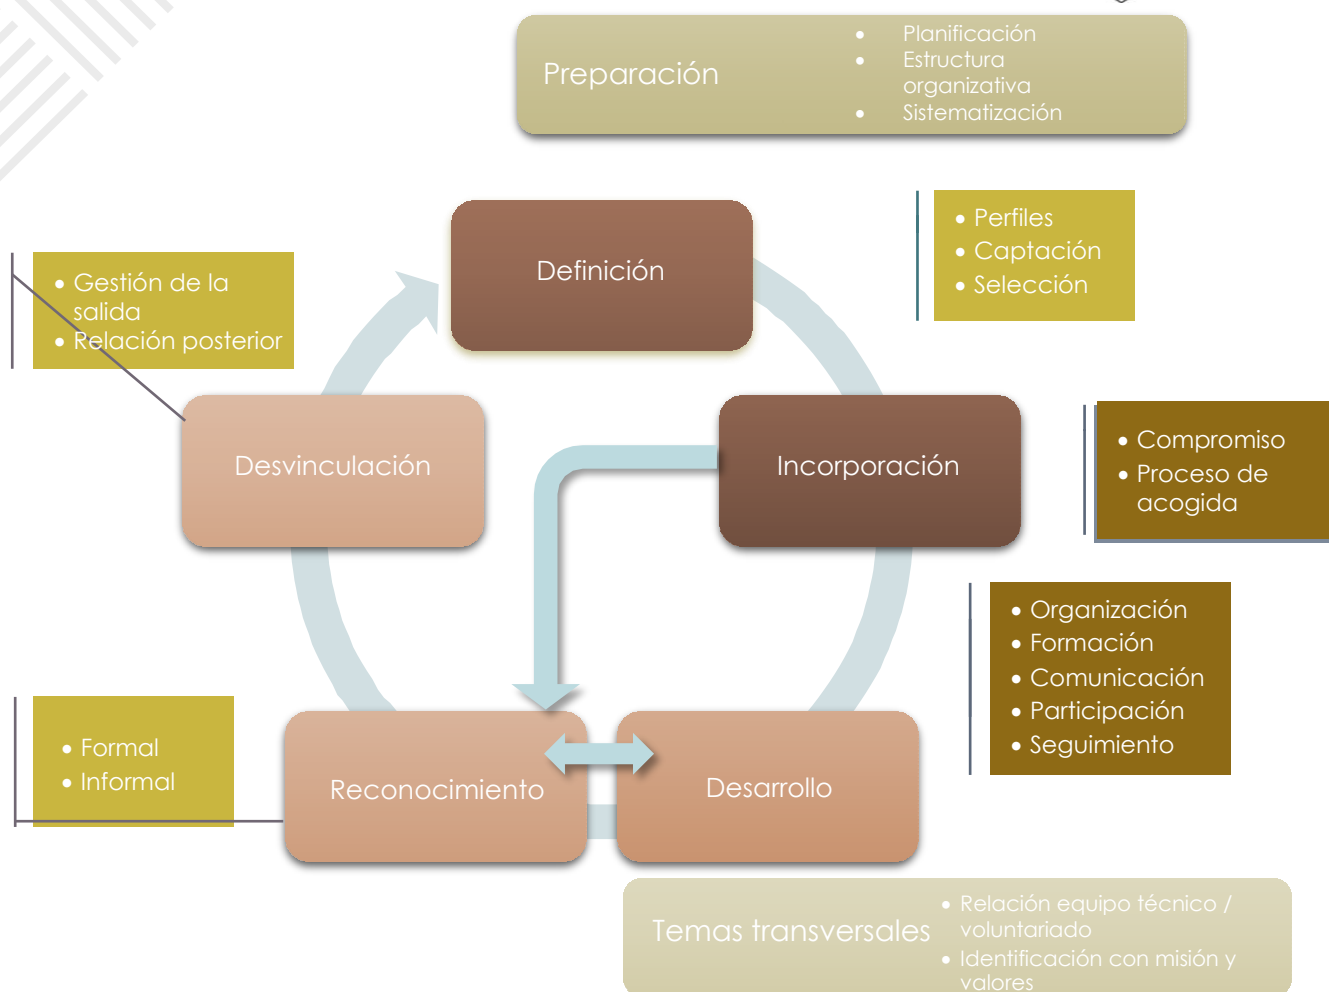 Preparación
• Planificación
• Estructura
organizativa
• Sistematización
Definición
• Perfiles
• Captación
• Selección
• Gestión de la
salida
• Relación posterior
Desvinculación
Incorporación
• Compromiso
• Proceso de
acogida
• Organización
• Formación
• Comunicación
• Participación
• Seguimiento
• Formal
• Informal
Reconocimiento
Desarrollo
Temas transversales
• Relación equipo técnico /
voluntariado
• Identificación con misión y
valores